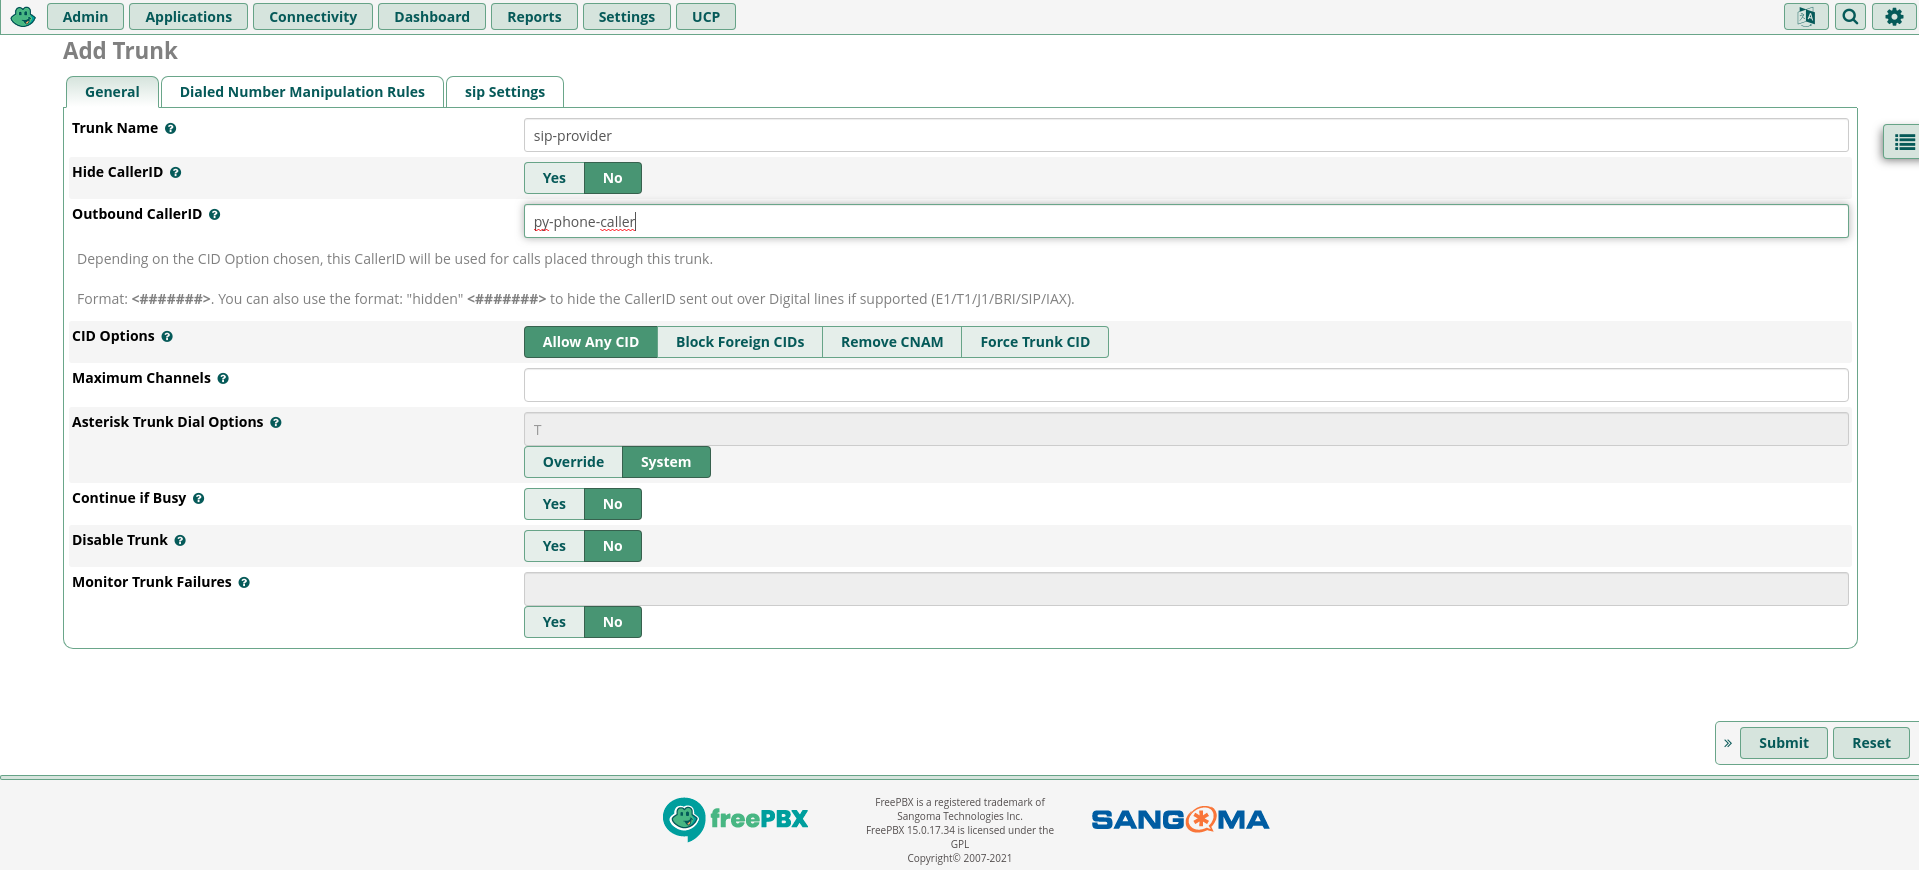 Admin Applications Connectivity Dashboard Reports Settings UCP
Add Trunk
General Dialed Number Manipulation Rules sip Settings
Trunk Name
sip-provider
Hide CallerID
Yes No
Outbound CallerID
py-phone-caller
Depending on the CID Option chosen, this CallerID will be used for calls placed through this trunk.
Format: <#######>. You can also use the format: "hidden" <#######> to hide the CallerID sent out over Digital lines if supported (E1/T1/J1/BRI/SIP/IAX).
CID Options
Allow Any CID Block Foreign CIDs Remove CNAM Force Trunk CID
Maximum Channels
Asterisk Trunk Dial Options
T
Override System
Continue if Busy
Yes No
Disable Trunk
Yes No
Monitor Trunk Failures
Yes No
» Submit Reset
freePBX
FreePBX is a registered trademark of
Sangoma Technologies Inc.
FreePBX 15.0.17.34 is licensed under the
GPL
Copyright© 2007-2021
SANGOMA